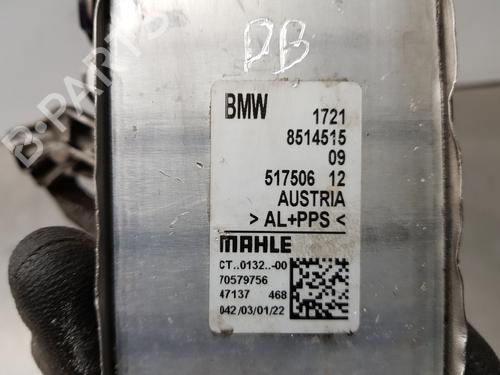 PB
BMW 1721
8514515
09
517506 12
AUSTRIA
> AL+PPS <
MAHLE
CT..0132..-00
70579756
47137 468
042/03/01/22
B-PARTS